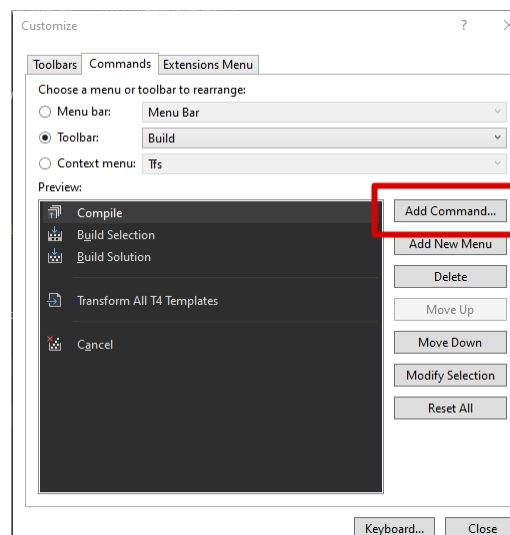 Customize
Toolbars Commands Extensions Menu
Choose a menu or toolbar to rearrange:
Menu bar: Menu Bar
Toolbar: Build
Context menu: Tfs
Preview:
Compile
Build Selection
Build Solution
Transform All T4 Templates
Cancel
Add Command...
Add New Menu
Delete
Move Up
Move Down
Modify Selection
Reset All
Keyboard... Close